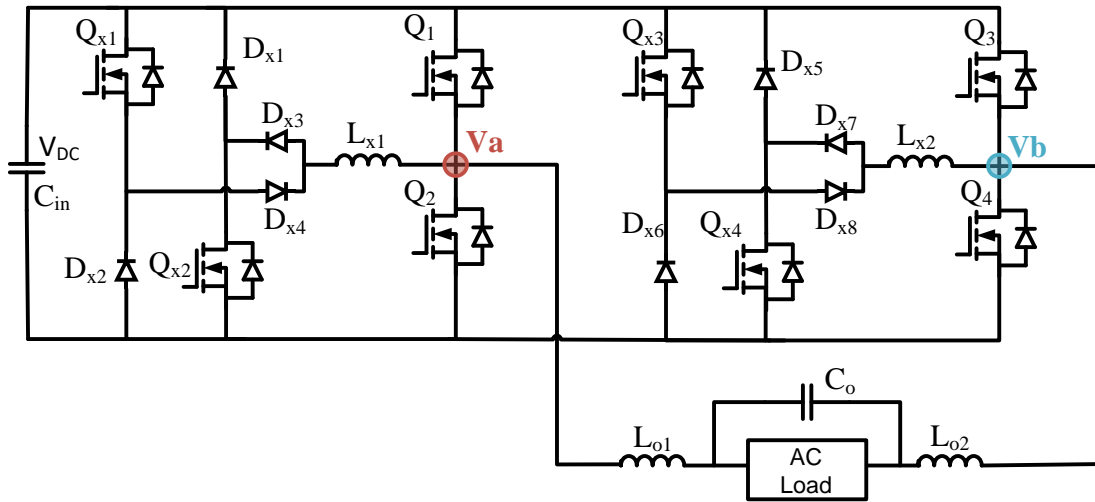 Qx1
Dx1
Q1
Qx3
Dx5
Q3
VDC
Cin
Dx3
Lx1
Va
Dx7
Lx2
Vb
Dx4
Q2
Dx8
Q4
Dx2
Qx2
Dx6
Qx4
Co
Lo1
AC
Load
Lo2